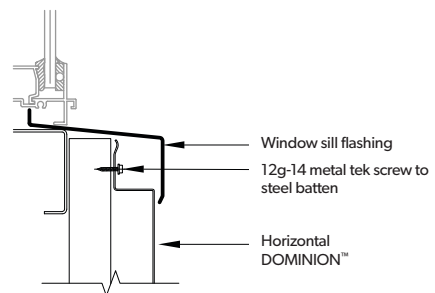 Window sill flashing
12g-14 metal tek screw to
steel batten
Horizontal
DOMINION™